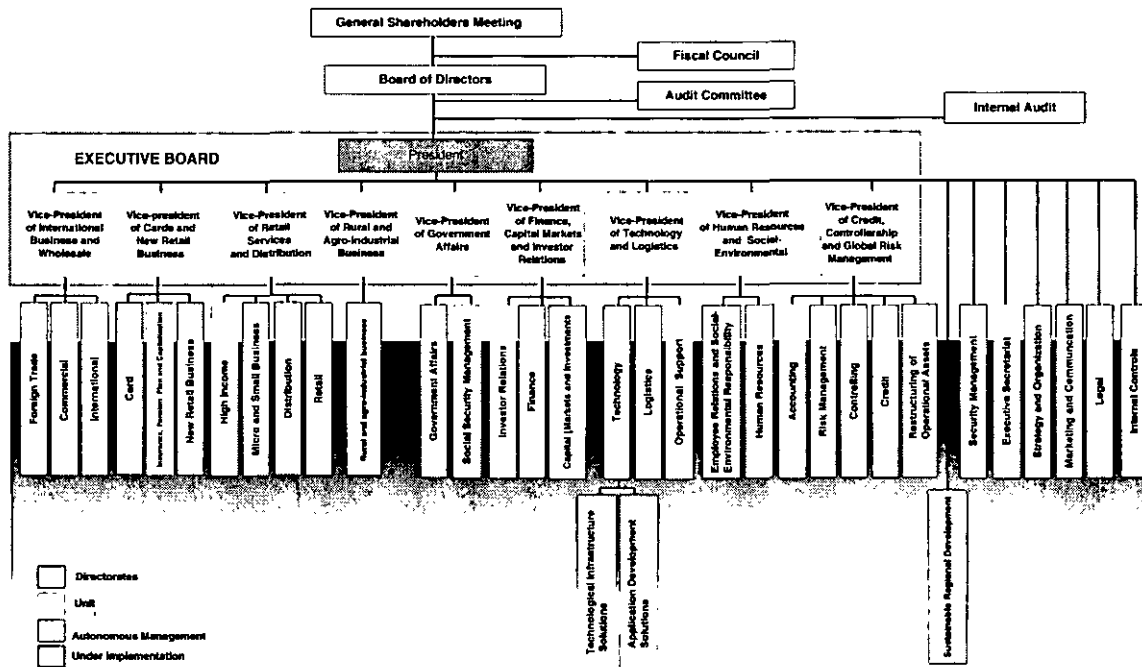 General Shareholders Meeting
Fiscal Council
Board of Directors
Audit Committee
Internal Audit
EXECUTIVE BOARD
President
Vice-President
of International
Business and
Wholesale
Vice-president
of Cards and
New Retail
Business
Vice-President
of Retail
Services
and Distribution
Vice-President
of Rural and
Agro-industrial
Business
Vice-President
of Government
Affairs
Vice-President
of Finance,
Capital Markets
and Investor
Relations
Vice-President
of Technology
and Logistics
Vice-President
of Human Resources
and Social-
Environmental
Vice-President
of Credit,
Controllership
and Global Risk
Management
Foreign Trade
Commercial
International
Card
Insurance, Pension Plan and Capitalization
New Retail Business
High Income
Micro and Small Business
Distribution
Retail
Rural and agro-industrial business
Government Affairs
Social Security Management
Investor Relations
Finance
Capital Markets and Investments
Technology
Logistics
Operational Support
Employee Relations and Social-
Environmental Responsibility
Human Resources
Accounting
Risk Management
Controlling
Credit
Restructuring of
Operational Assets
Security Management
Executive Secretariat
Strategy and Organization
Marketing and Communcation
Legal
Internal Controls
Technological Infrastructure
Solutions
Application Development
Solutions
Sustainable Regional Development
Directorates
Unit
Autonomous Management
Under Implementation